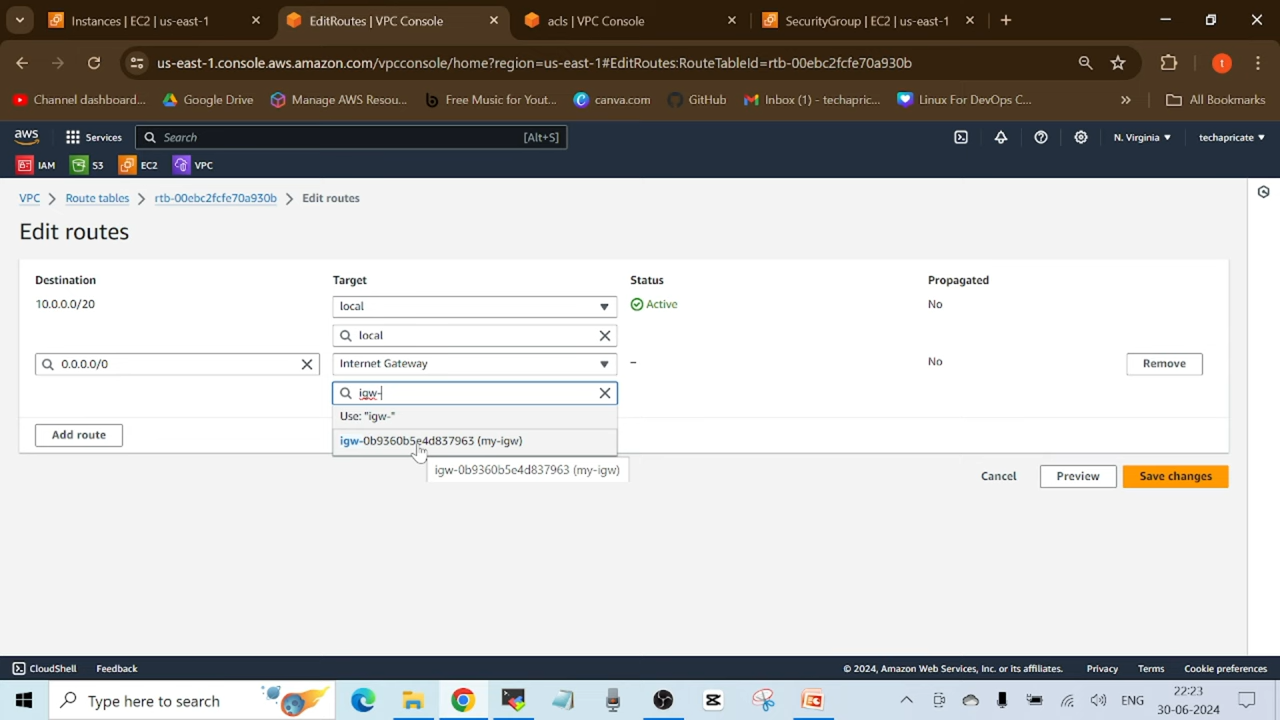 Instances | EC2 | us-east-1
EditRoutes | VPC Console
acls | VPC Console
SecurityGroup | EC2 | us-east-1
us-east-1.console.aws.amazon.com/vpcconsole/home?region=us-east-1#EditRoutes:RouteTableId=rtb-00ebc2fcfe70a930b
t
Channel dashboard...
Google Drive
Manage AWS Resou...
Free Music for Yout...
canva.com
GitHub
Inbox (1) - techapric...
Linux For DevOps C...
All Bookmarks
aws
Services
Search
[Alt+S]
N. Virginia
techapricate
IAM
S3
EC2
VPC
VPC
Route tables
rtb-00ebc2fcfe70a930b
Edit routes
Edit routes
Destination
Target
Status
Propagated
10.0.0.0/20
local
Active
No
local
0.0.0.0/0
Internet Gateway
–
No
Remove
igw-
Use: "igw-"
Add route
igw-0b9360b5e4d837963 (my-igw)
igw-0b9360b5e4d837963 (my-igw)
Cancel
Preview
Save changes
CloudShell
Feedback
© 2024, Amazon Web Services, Inc. or its affiliates.
Privacy
Terms
Cookie preferences
Type here to search
ENG
22:23
30-06-2024